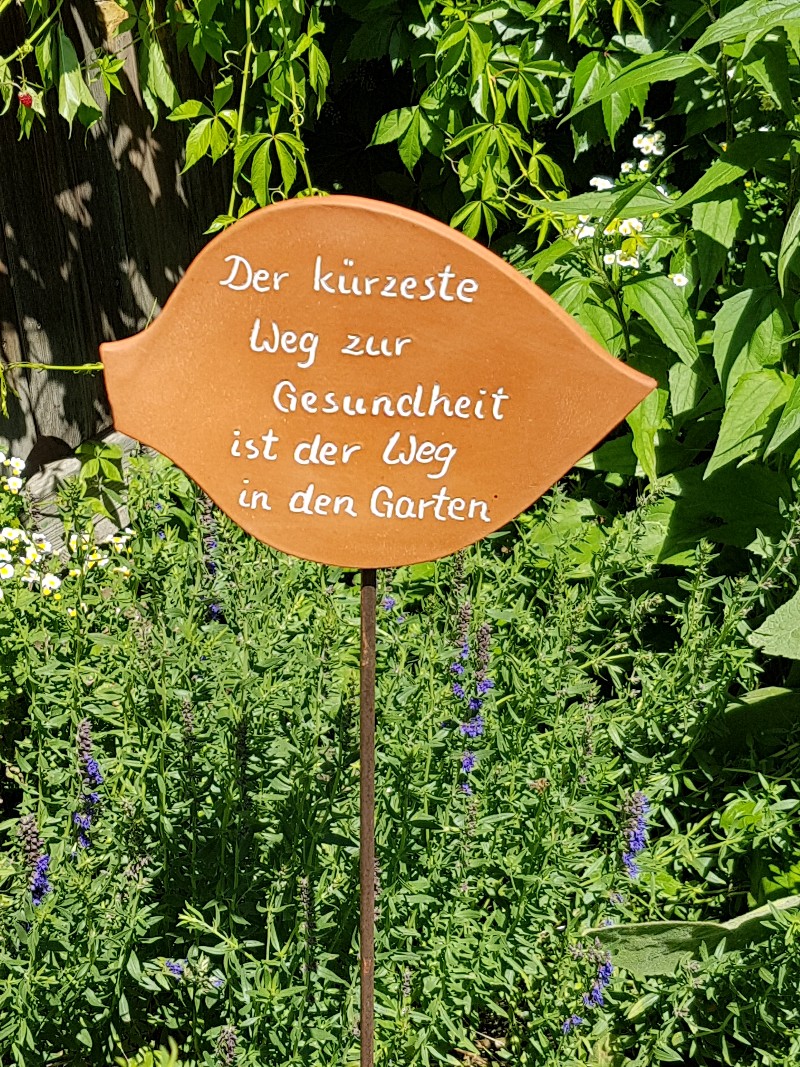 Der kürzeste
Weg zur
Gesundheit
ist der Weg
in den Garten